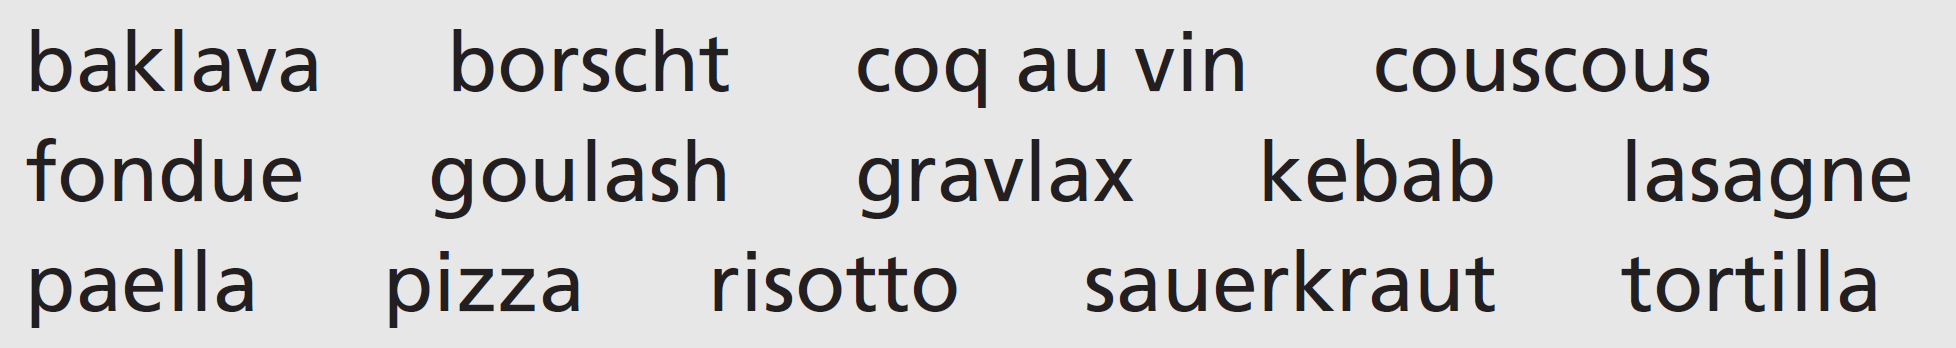 baklava borscht coq au vin couscous
fondue goulash gravlax kebab lasagne
paella pizza risotto sauerkraut tortilla